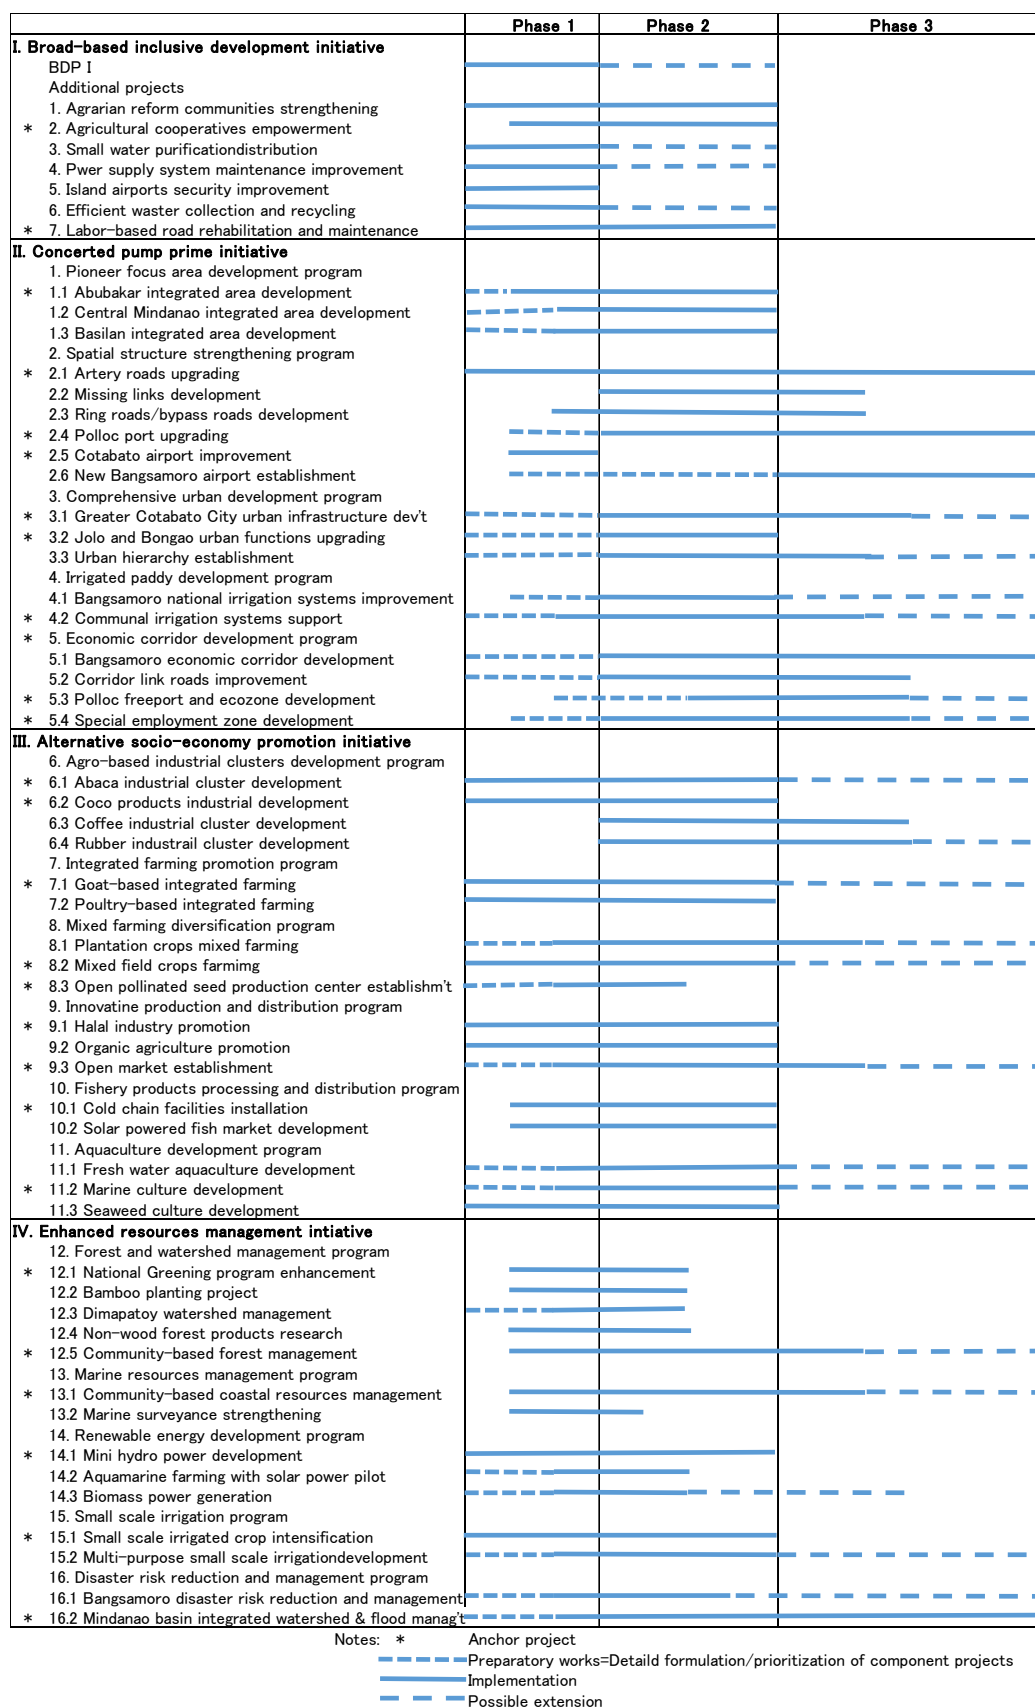 Phase 1 Phase 2 Phase 3
I. Broad-based inclusive development initiative
BDP I
Additional projects
1. Agrarian reform communities strengthening
* 2. Agricultural cooperatives empowerment
3. Small water purificationdistribution
4. Pwer supply system maintenance improvement
5. Island airports security improvement
6. Efficient waster collection and recycling
* 7. Labor-based road rehabilitation and maintenance
II. Concerted pump prime initiative
1. Pioneer focus area development program
* 1.1 Abubakar integrated area development
1.2 Central Mindanao integrated area development
1.3 Basilan integrated area development
2. Spatial structure strengthening program
* 2.1 Artery roads upgrading
2.2 Missing links development
2.3 Ring roads/bypass roads development
* 2.4 Polloc port upgrading
* 2.5 Cotabato airport improvement
2.6 New Bangsamoro airport establishment
3. Comprehensive urban development program
* 3.1 Greater Cotabato City urban infrastructure dev't
* 3.2 Jolo and Bongao urban functions upgrading
3.3 Urban hierarchy establishment
4. Irrigated paddy development program
4.1 Bangsamoro national irrigation systems improvement
* 4.2 Communal irrigation systems support
* 5. Economic corridor development program
5.1 Bangsamoro economic corridor development
5.2 Corridor link roads improvement
* 5.3 Polloc freeport and ecozone development
* 5.4 Special employment zone development
III. Alternative socio-economy promotion initiative
6. Agro-based industrial clusters development program
* 6.1 Abaca industrial cluster development
* 6.2 Coco products industrial development
6.3 Coffee industrial cluster development
6.4 Rubber industrail cluster development
7. Integrated farming promotion program
* 7.1 Goat-based integrated farming
7.2 Poultry-based integrated farming
8. Mixed farming diversification program
8.1 Plantation crops mixed farming
* 8.2 Mixed field crops farmimg
* 8.3 Open pollinated seed production center establishm't
9. Innovatine production and distribution program
* 9.1 Halal industry promotion
9.2 Organic agriculture promotion
* 9.3 Open market establishment
10. Fishery products processing and distribution program
* 10.1 Cold chain facilities installation
10.2 Solar powered fish market development
11. Aquaculture development program
11.1 Fresh water aquaculture development
* 11.2 Marine culture development
11.3 Seaweed culture development
IV. Enhanced resources management intiative
12. Forest and watershed management program
* 12.1 National Greening program enhancement
12.2 Bamboo planting project
12.3 Dimapatoy watershed management
12.4 Non-wood forest products research
* 12.5 Community-based forest management
13. Marine resources management program
* 13.1 Community-based coastal resources management
13.2 Marine surveyance strengthening
14. Renewable energy development program
* 14.1 Mini hydro power development
14.2 Aquamarine farming with solar power pilot
14.3 Biomass power generation
15. Small scale irrigation program
* 15.1 Small scale irrigated crop intensification
15.2 Multi-purpose small scale irrigationdevelopment
16. Disaster risk reduction and management program
16.1 Bangsamoro disaster risk reduction and management
* 16.2 Mindanao basin integrated watershed & flood manag't
Notes: * Anchor project
Preparatory works=Detaild formulation/prioritization of component projects
Implementation
Possible extension